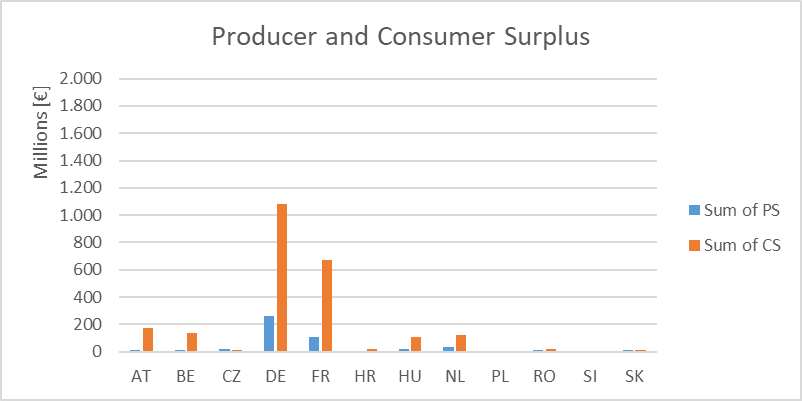 Producer and Consumer Surplus
Millions [€]
2.000
1.800
1.600
1.400
1.200
1.000
800
600
400
200
0
AT BE CZ DE FR HR HU NL PL RO SI SK
Sum of PS
Sum of CS